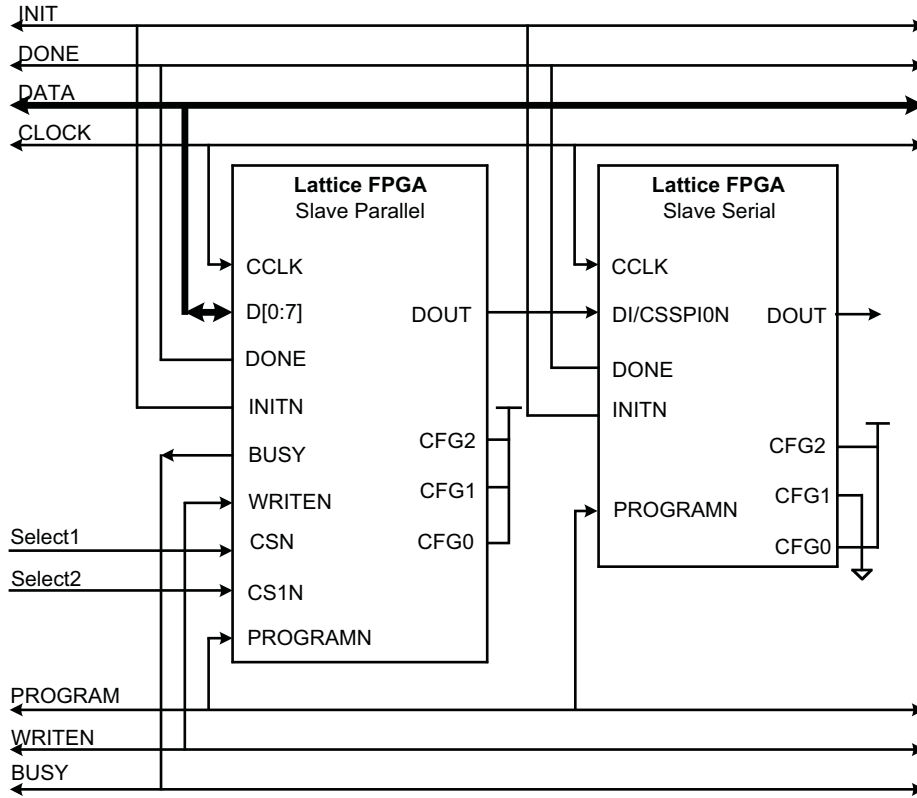 INIT
DONE
DATA
CLOCK
Lattice FPGA
Slave Parallel
CCLK
D[0:7]
DOUT
DONE
INITN
BUSY
CFG2
WRITEN
CFG1
CSN
CFG0
CS1N
PROGRAMN
Lattice FPGA
Slave Serial
CCLK
DI/CSSPI0N
DOUT
DONE
INITN
CFG2
CFG1
PROGRAMN
CFG0
Select1
Select2
PROGRAM
WRITEN
BUSY